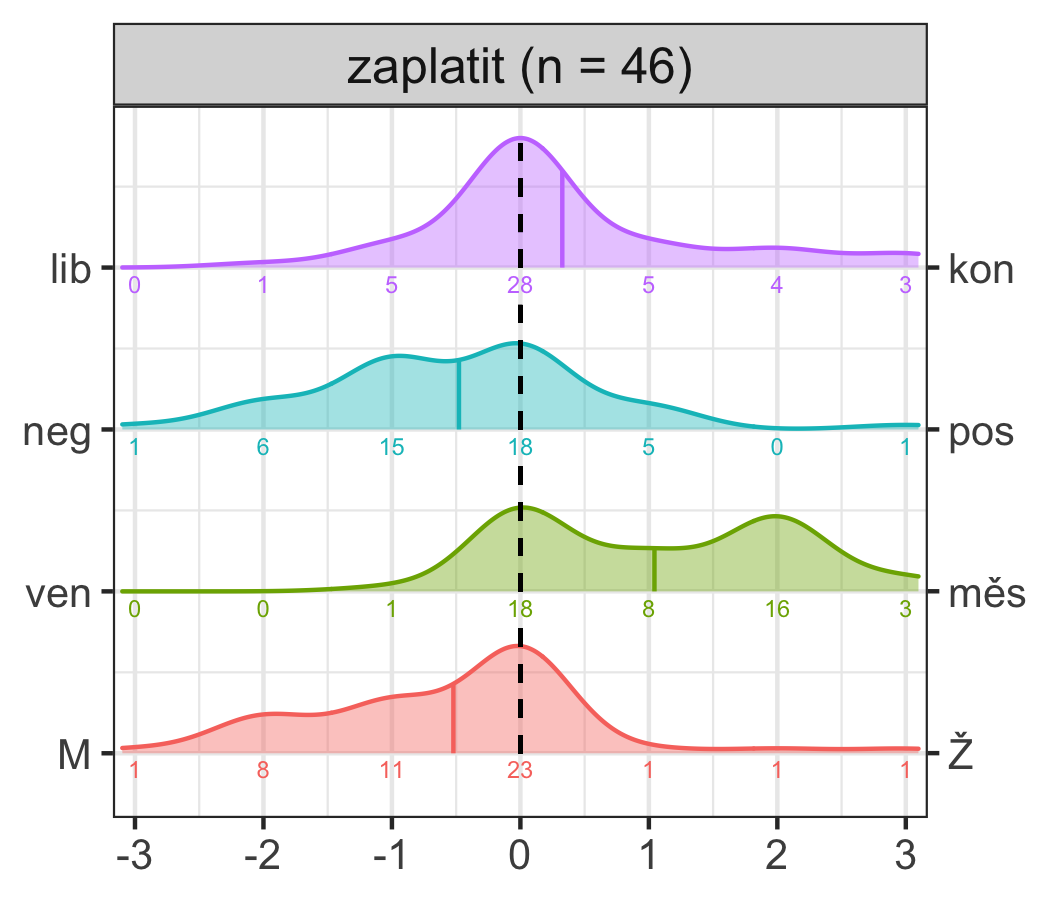 zaplatit (n = 46)
lib kon
0 1 5 28 5 4 3
neg pos
1 6 15 18 5 0 1
ven měs
0 0 1 18 8 16 3
M Ž
1 8 11 23 1 1 1
-3 -2 -1 0 1 2 3